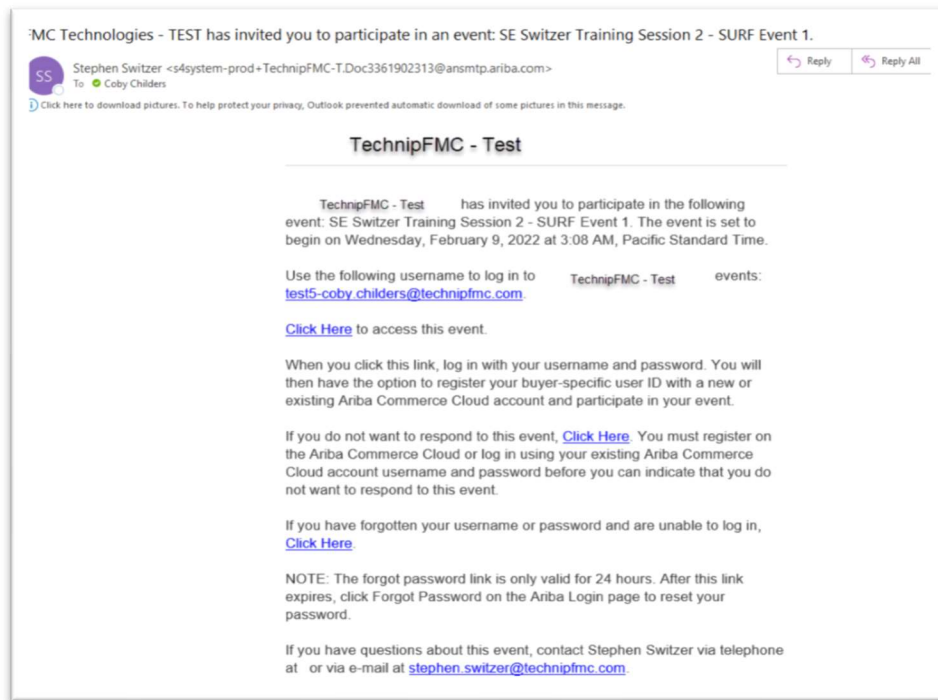 FMC Technologies - TEST has invited you to participate in an event: SE Switzer Training Session 2 - SURF Event 1.
Reply
Reply All
SS
Stephen Switzer <s4system-prod+TechnipFMC-T.Doc3361902313@ansmtp.ariba.com>
To Coby Childers
Click here to download pictures. To help protect your privacy, Outlook prevented automatic download of some pictures in this message.
TechnipFMC - Test
TechnipFMC - Test has invited you to participate in the following
event: SE Switzer Training Session 2 - SURF Event 1. The event is set to
begin on Wednesday, February 9, 2022 at 3:08 AM, Pacific Standard Time.
Use the following username to log in to TechnipFMC - Test events:
test5-coby.childers@technipfmc.com.
Click Here to access this event.
When you click this link, log in with your username and password. You will
then have the option to register your buyer-specific user ID with a new or
existing Ariba Commerce Cloud account and participate in your event.
If you do not want to respond to this event, Click Here. You must register on
the Ariba Commerce Cloud or log in using your existing Ariba Commerce
Cloud account username and password before you can indicate that you do
not want to respond to this event.
If you have forgotten your username or password and are unable to log in,
Click Here.
NOTE: The forgot password link is only valid for 24 hours. After this link
expires, click Forgot Password on the Ariba Login page to reset your
password.
If you have questions about this event, contact Stephen Switzer via telephone
at or via e-mail at stephen.switzer@technipfmc.com.